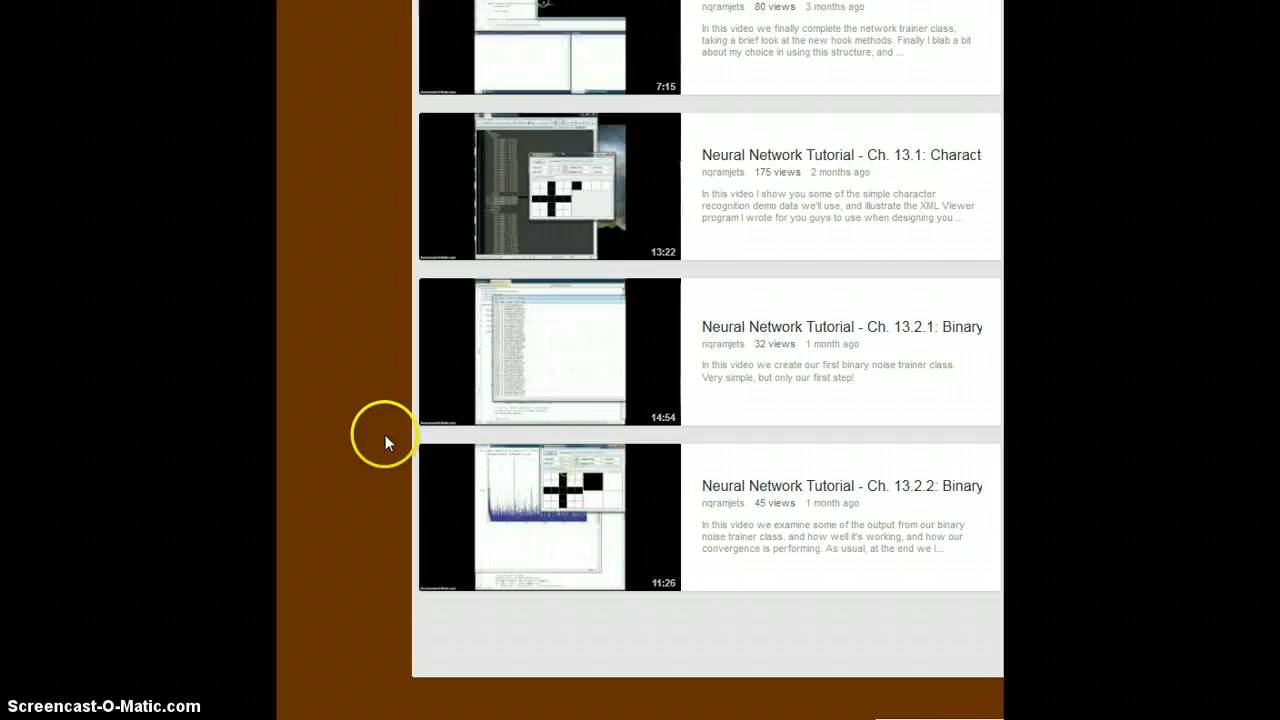 nqramjets 80 views 3 months ago
In this video we finally complete the network trainer class,
taking a brief look at the new hook methods. Finally I blab a bit
about my choice in using this structure, and ...
7:15
Neural Network Tutorial - Ch. 13.1: Charact
nqramjets 175 views 2 months ago
In this video I show you some of the simple character
recognition demo data we'll use, and illustrate the XML Viewer
program I wrote for you guys to use when designing you ...
13:22
Neural Network Tutorial - Ch. 13.2.1: Binary
nqramjets 32 views 1 month ago
In this video we create our first binary noise trainer class.
Very simple, but only our first step!
14:54
Neural Network Tutorial - Ch. 13.2.2: Binary
nqramjets 45 views 1 month ago
In this video we examine some of the output from our binary
noise trainer class, and how well it's working, and how our
convergence is performing. As usual, at the end we l...
11:26
Screencast-O-Matic.com